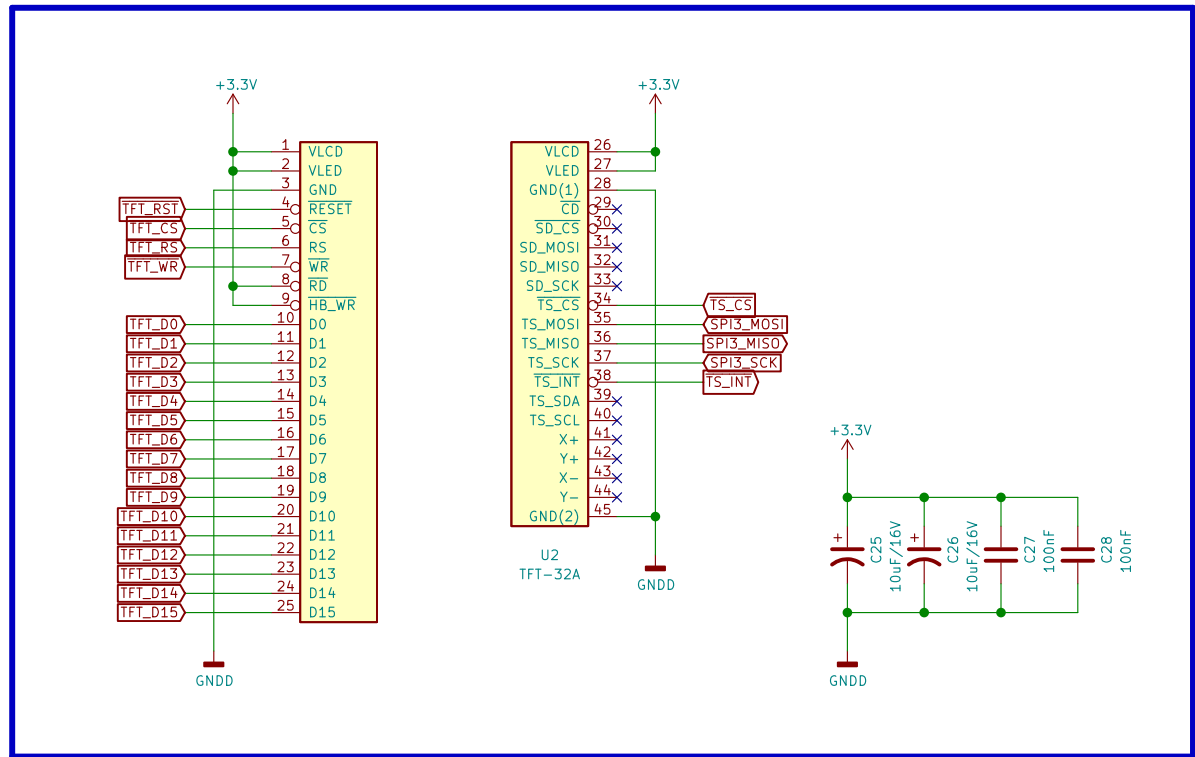 +3.3V
1 VLCD
2 VLED
3 GND
TFT_RST 4 RESET
TFT_CS 5 CS
TFT_RS 6 RS
TFT_WR 7 WR
8 RD
9 HB_WR
TFT_D0 10 D0
TFT_D1 11 D1
TFT_D2 12 D2
TFT_D3 13 D3
TFT_D4 14 D4
TFT_D5 15 D5
TFT_D6 16 D6
TFT_D7 17 D7
TFT_D8 18 D8
TFT_D9 19 D9
TFT_D10 20 D10
TFT_D11 21 D11
TFT_D12 22 D12
TFT_D13 23 D13
TFT_D14 24 D14
TFT_D15 25 D15
GNDD
+3.3V
VLCD 26
VLED 27
GND(1) 28
CD 29
SD_CS 30
SD_MOSI 31
SD_MISO 32
SD_SCK 33
TS_CS 34 TS_CS
TS_MOSI 35 SPI3_MOSI
TS_MISO 36 SPI3_MISO
TS_SCK 37 SPI3_SCK
TS_INT 38 TS_INT
TS_SDA 39
TS_SCL 40
X+ 41
Y+ 42
X- 43
Y- 44
GND(2) 45
U2
TFT-32A
GNDD
+3.3V
+
C25
10uF/16V
+
C26
10uF/16V
C27
100nF
C28
100nF
GNDD